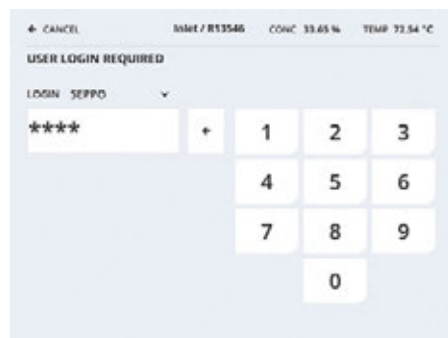 ← CANCEL Inlet / R13546 CONC 33.65 % TEMP 72.54 °C
USER LOGIN REQUIRED
LOGIN SEPPO
**** ← 1 2 3
4 5 6
7 8 9
0